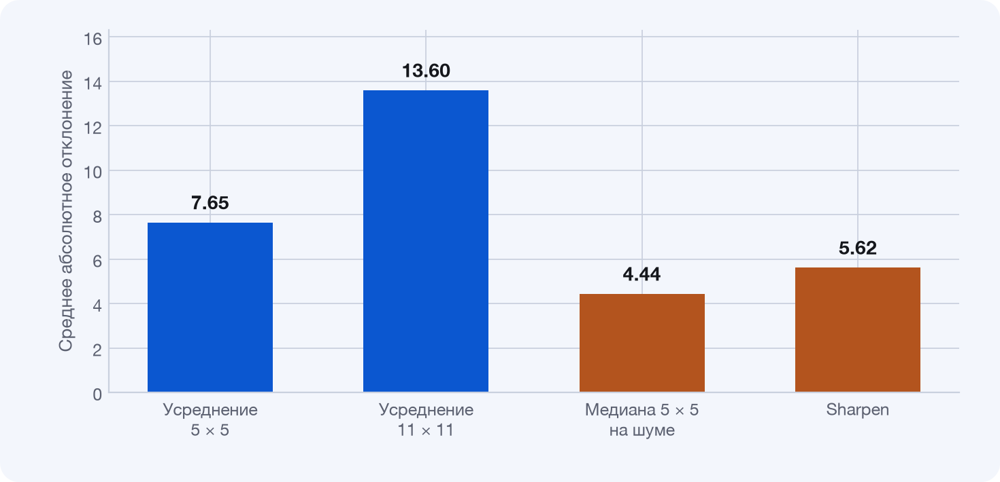 Среднее абсолютное отклонение
16
14
12
10
8
6
4
2
0
7.65
13.60
4.44
5.62
Усреднение
5 × 5
Усреднение
11 × 11
Медиана 5 × 5
на шуме
Sharpen